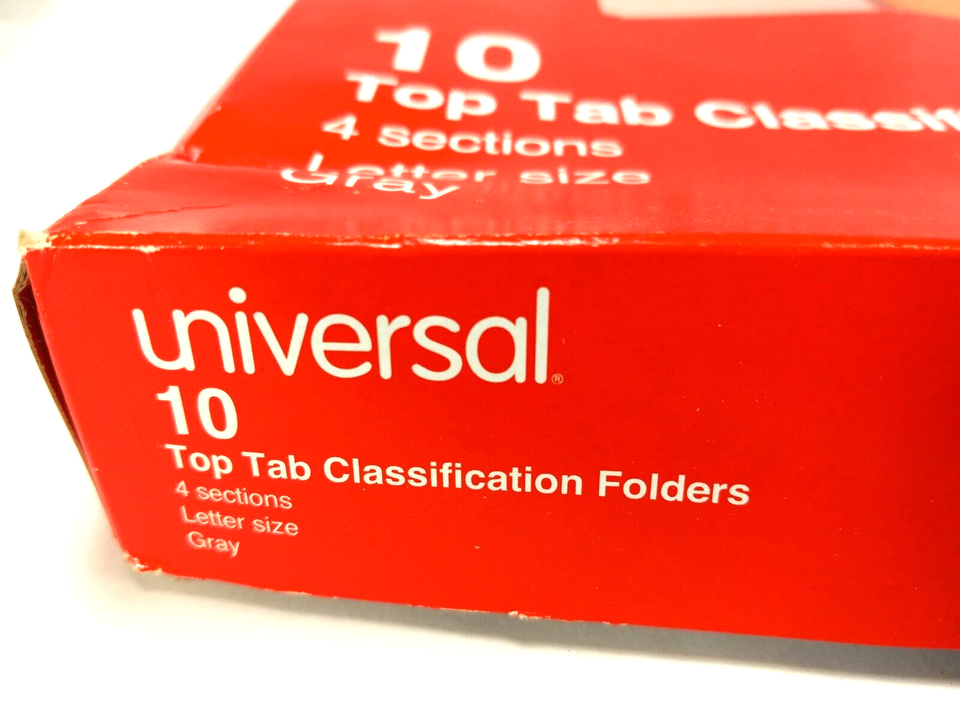 10
Top Tab Classif
4 sections
Letter size
Gray
universal®
10
Top Tab Classification Folders
4 sections
Letter size
Gray